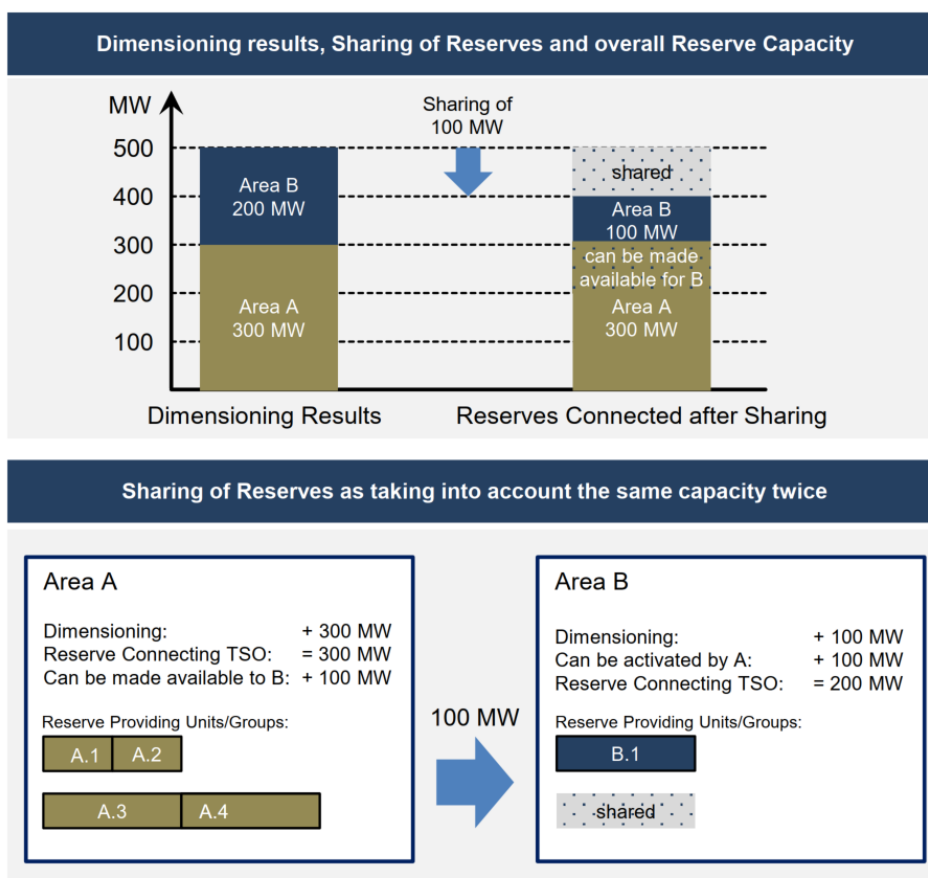 Dimensioning results, Sharing of Reserves and overall Reserve Capacity
MW
Sharing of
100 MW
500
400
300
200
100
Area B
200 MW
Area A
300 MW
shared
Area B
100 MW
can be made
available for B
Area A
300 MW
Dimensioning Results
Reserves Connected after Sharing
Sharing of Reserves as taking into account the same capacity twice
Area A
Dimensioning: + 300 MW
Reserve Connecting TSO: = 300 MW
Can be made available to B: + 100 MW
Reserve Providing Units/Groups:
A.1 A.2
A.3 A.4
100 MW
Area B
Dimensioning: + 100 MW
Can be activated by A: + 100 MW
Reserve Connecting TSO: = 200 MW
Reserve Providing Units/Groups:
B.1
shared